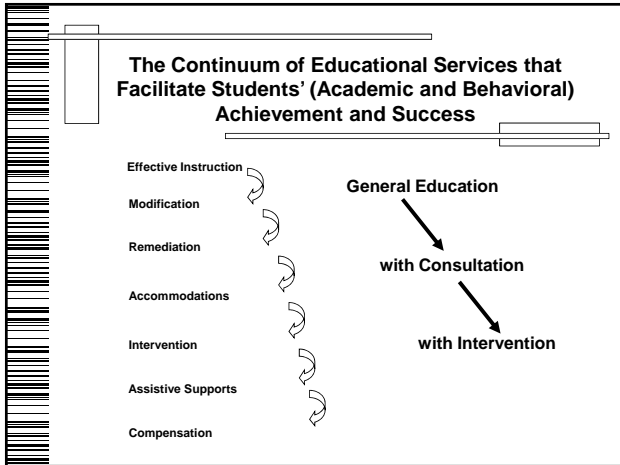 The Continuum of Educational Services that
Facilitate Students’ (Academic and Behavioral)
Achievement and Success
Effective Instruction
Modification
Remediation
Accommodations
Intervention
Assistive Supports
Compensation
General Education
with Consultation
with Intervention